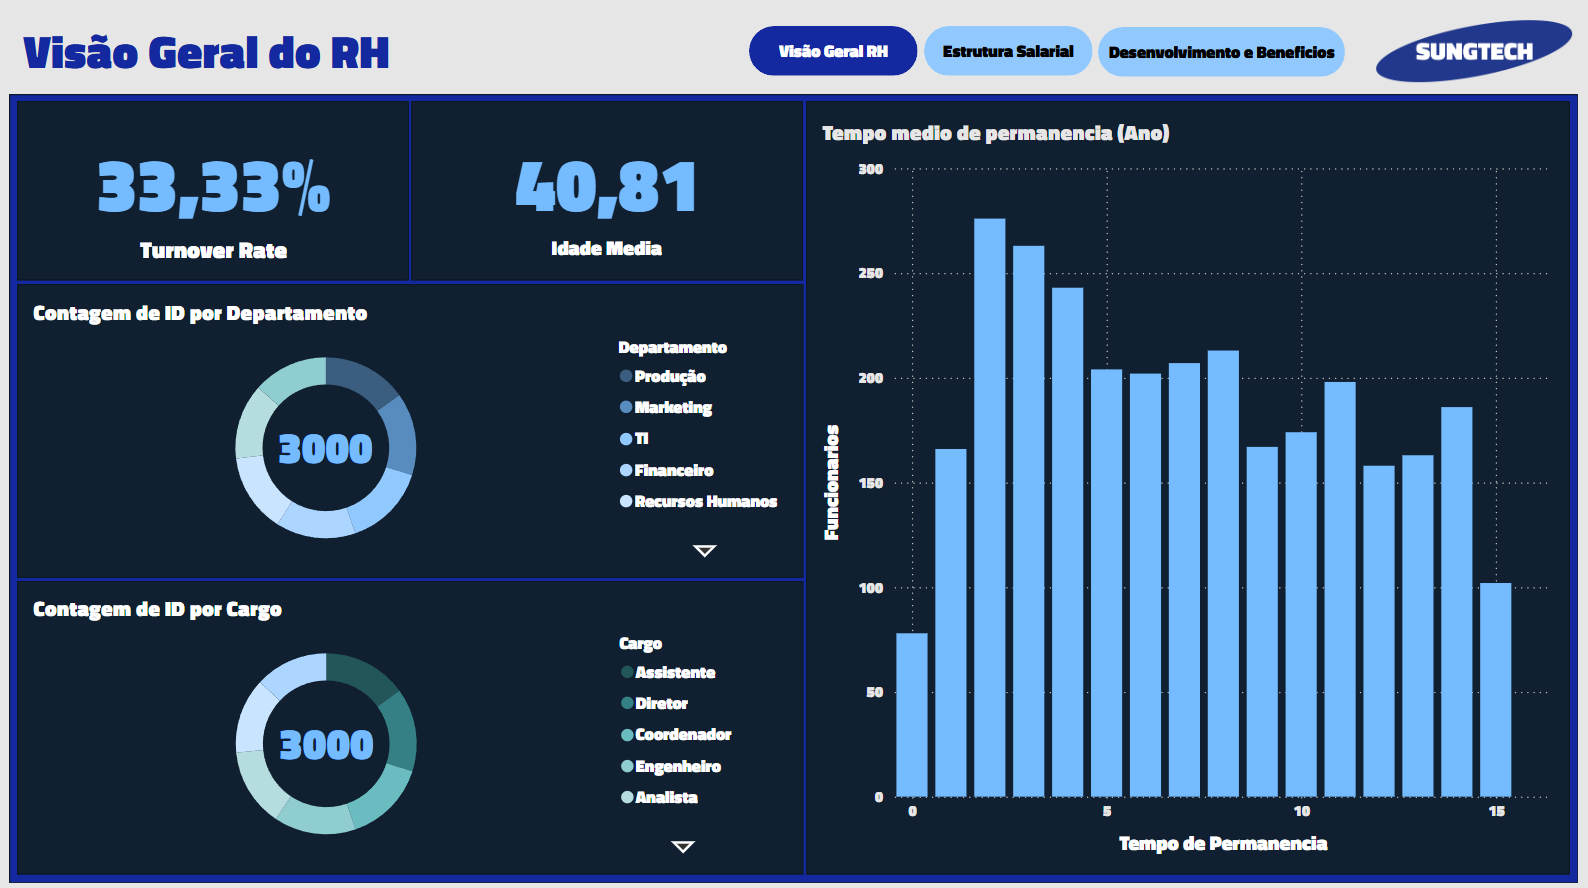 Visão Geral do RH
Visão Geral RH
Estrutura Salarial
Desenvolvimento e Beneficios
SUNGTECH
33,33%
Turnover Rate
40,81
Idade Media
Contagem de ID por Departamento
3000
Departamento
Produção
Marketing
TI
Financeiro
Recursos Humanos
Contagem de ID por Cargo
3000
Cargo
Assistente
Diretor
Coordenador
Engenheiro
Analista
Tempo medio de permanencia (Ano)
Funcionarios
300
250
200
150
100
50
0
0 5 10 15
Tempo de Permanencia